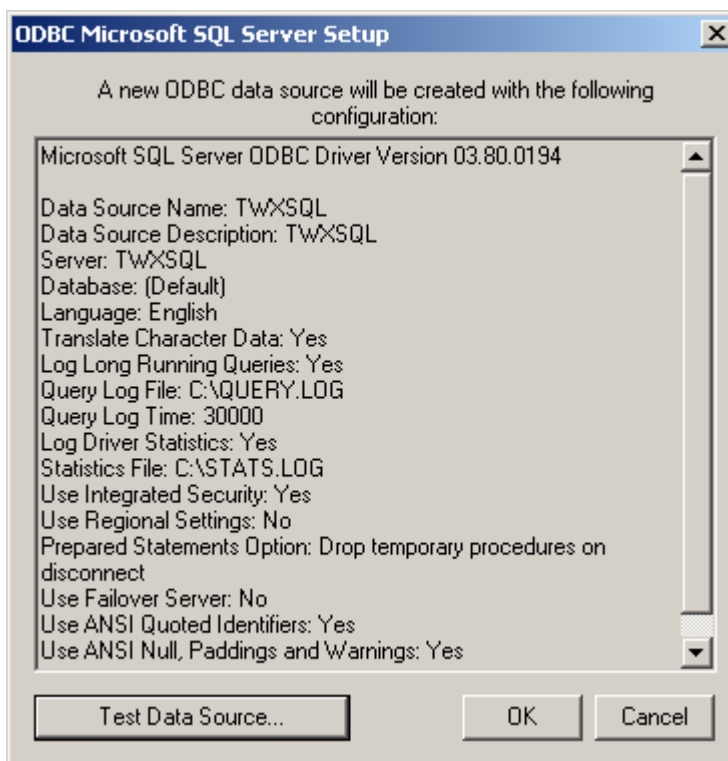 ODBC Microsoft SQL Server Setup
A new ODBC data source will be created with the following
configuration:
Microsoft SQL Server ODBC Driver Version 03.80.0194
Data Source Name: TWXSQL
Data Source Description: TWXSQL
Server: TWXSQL
Database: (Default)
Language: English
Translate Character Data: Yes
Log Long Running Queries: Yes
Query Log File: C:\QUERY.LOG
Query Log Time: 30000
Log Driver Statistics: Yes
Statistics File: C:\STATS.LOG
Use Integrated Security: Yes
Use Regional Settings: No
Prepared Statements Option: Drop temporary procedures on
disconnect
Use Failover Server: No
Use ANSI Quoted Identifiers: Yes
Use ANSI Null, Paddings and Warnings: Yes
Test Data Source...
OK
Cancel